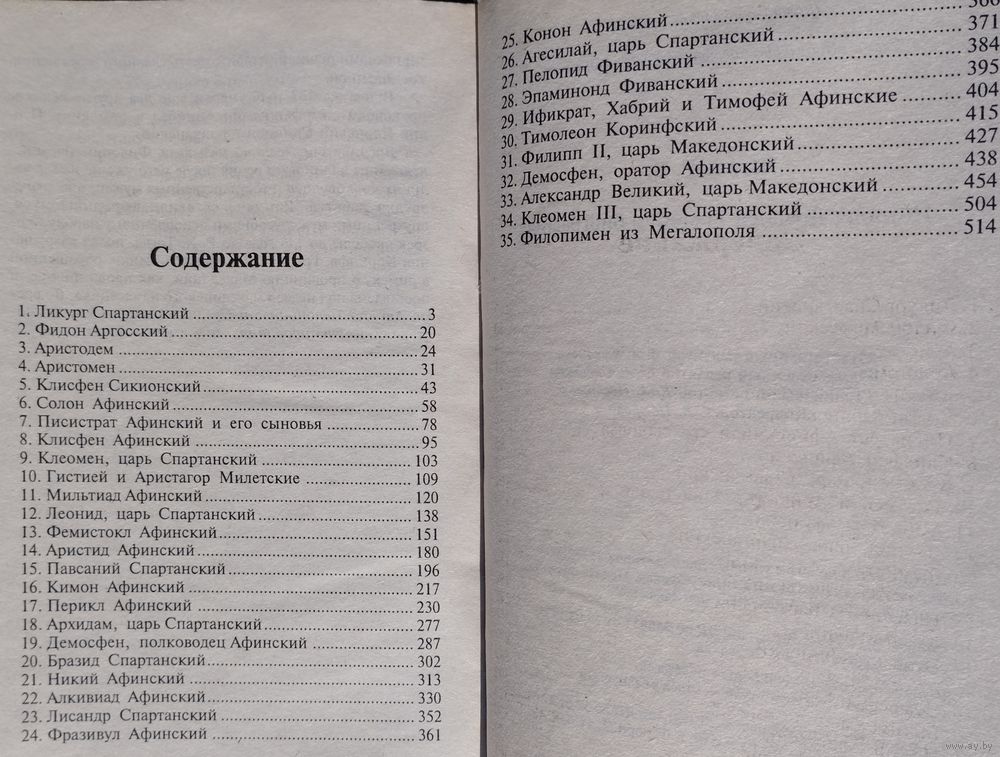 Содержание
1. Ликург Спартанский ........ 3
2. Фидон Аргосский ........ 20
3. Аристодем ........ 24
4. Аристомен ........ 31
5. Клисфен Сикионский ........ 43
6. Солон Афинский ........ 58
7. Писистрат Афинский и его сыновья ........ 78
8. Клисфен Афинский ........ 95
9. Клеомен, царь Спартанский ........ 103
10. Гистией и Аристагор Милетские ........ 109
11. Мильтиад Афинский ........ 120
12. Леонид, царь Спартанский ........ 138
13. Фемистокл Афинский ........ 151
14. Аристид Афинский ........ 180
15. Павсаний Спартанский ........ 196
16. Кимон Афинский ........ 217
17. Перикл Афинский ........ 230
18. Архидам, царь Спартанский ........ 277
19. Демосфен, полководец Афинский ........ 287
20. Бразид Спартанский ........ 302
21. Никий Афинский ........ 313
22. Алкивиад Афинский ........ 330
23. Лисандр Спартанский ........ 352
24. Фразивул Афинский ........ 361
25. Конон Афинский ........ 366
26. Агесилай, царь Спартанский ........ 371
27. Пелопид Фиванский ........ 384
28. Эпаминонд Фиванский ........ 395
29. Ификрат, Хабрий и Тимофей Афинские ........ 404
30. Тимолеон Коринфский ........ 415
31. Филипп II, царь Македонский ........ 427
32. Демосфен, оратор Афинский ........ 438
33. Александр Великий, царь Македонский ........ 454
34. Клеомен III, царь Спартанский ........ 504
35. Филопимен из Мегалополя ........ 514
www.ay.by